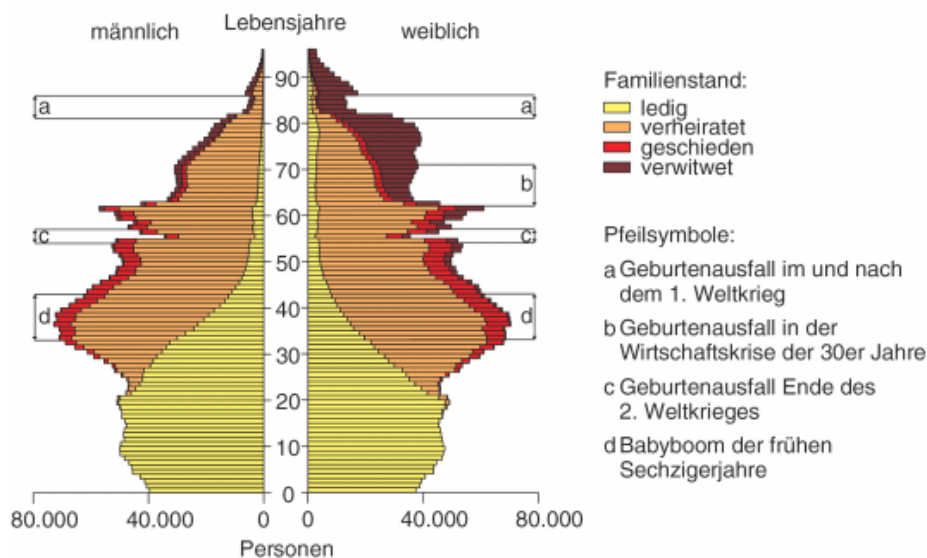 männlich
Lebensjahre
weiblich
90
80
70
60
50
40
30
20
10
0
a
c
d
a
b
c
d
80.000
40.000
0
0
40.000
80.000
Personen
Familienstand:
ledig
verheiratet
geschieden
verwitwet
Pfeilsymbole:
a Geburtenausfall im und nach
dem 1. Weltkrieg
b Geburtenausfall in der
Wirtschaftskrise der 30er Jahre
c Geburtenausfall Ende des
2. Weltkrieges
d Babyboom der frühen
Sechzigerjahre